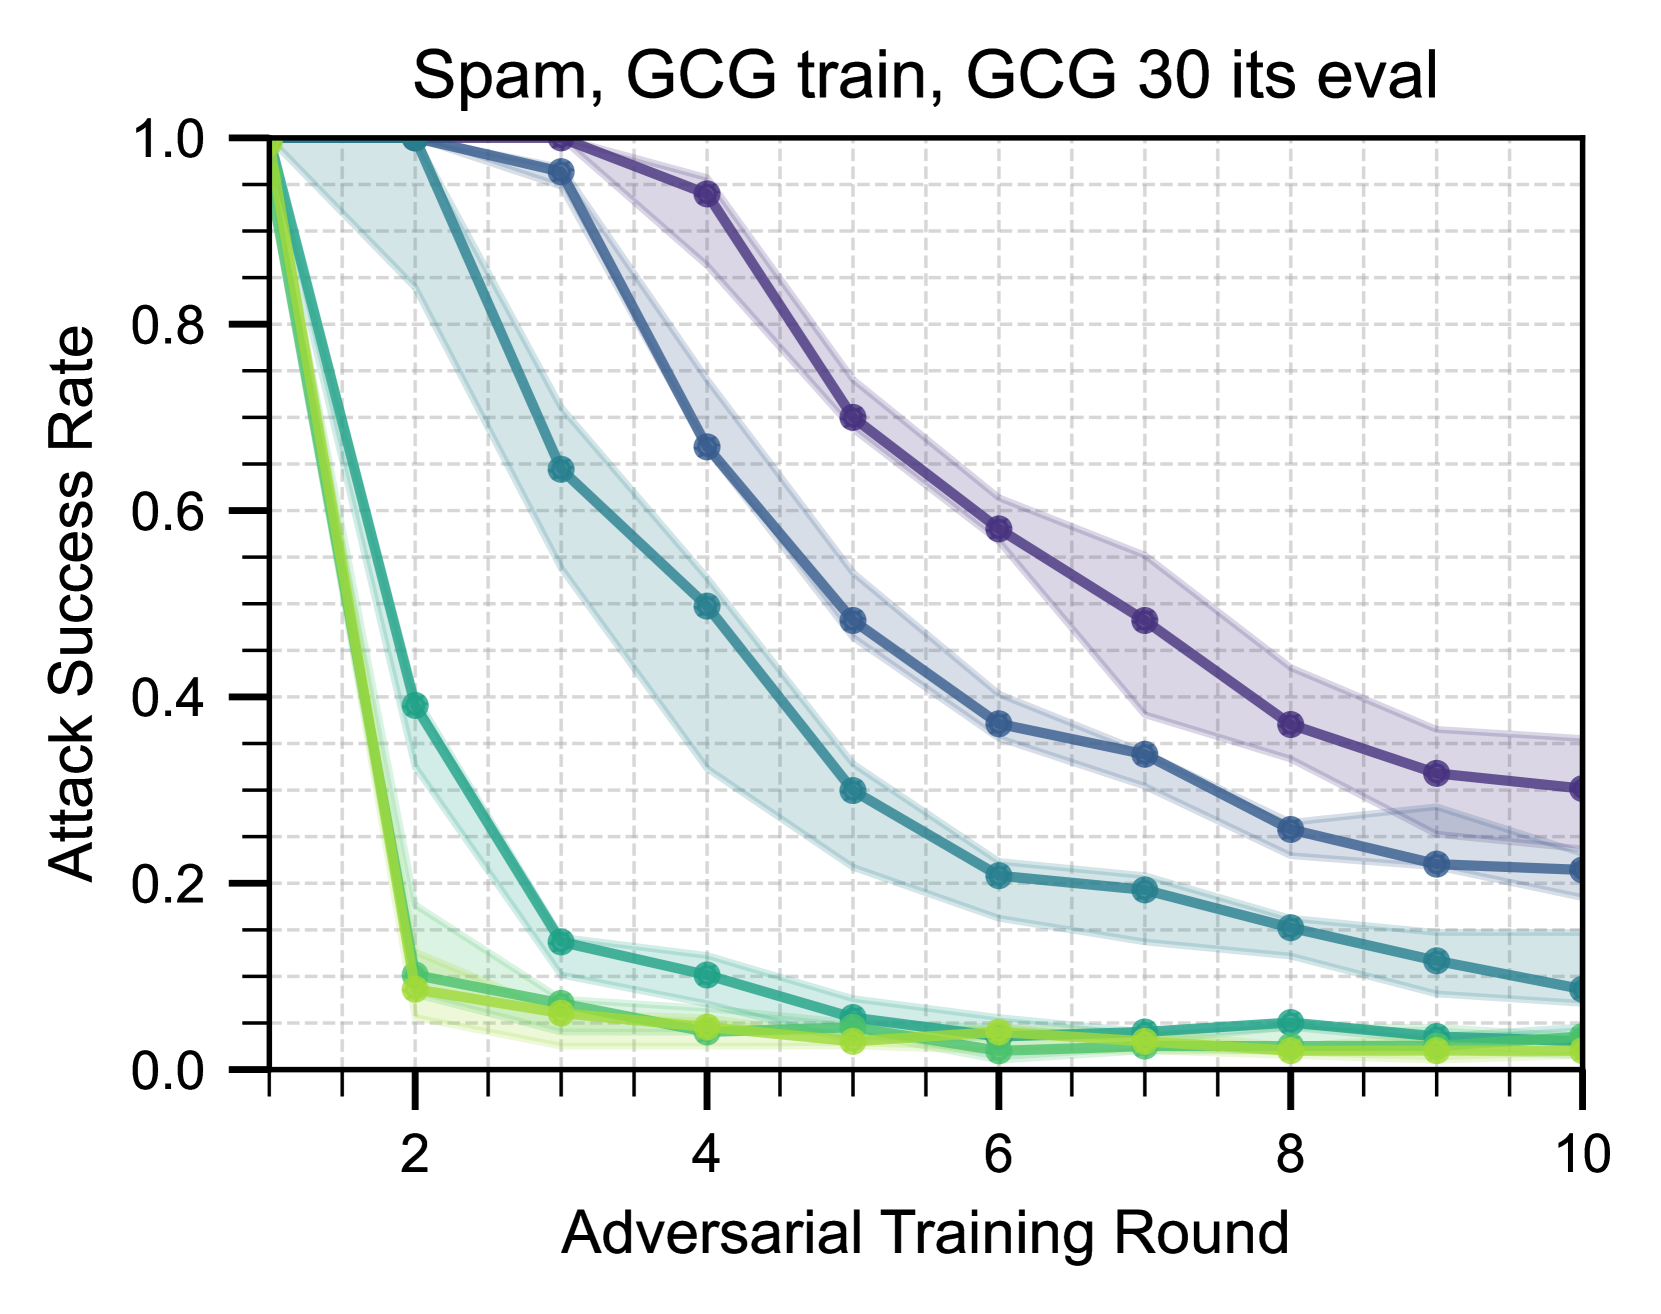 Spam, GCG train, GCG 30 its eval
1.0
0.8
0.6
0.4
0.2
0.0
Attack Success Rate
2 4 6 8 10
Adversarial Training Round